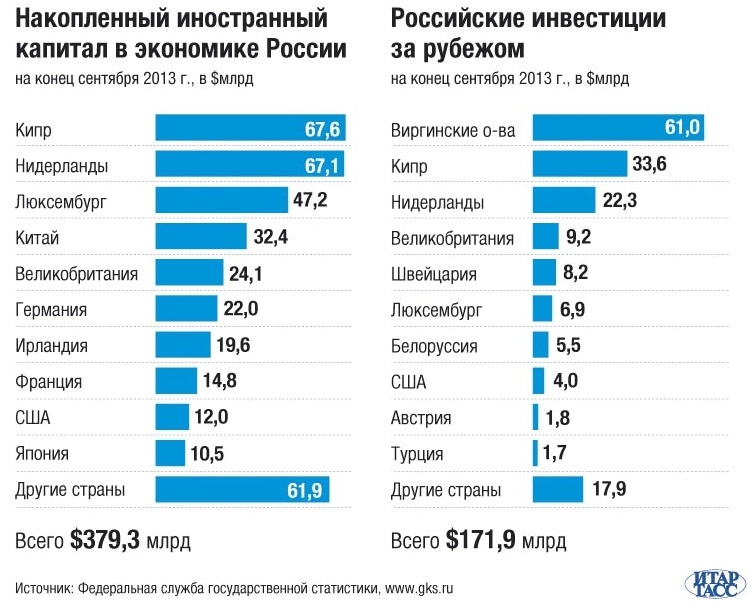 Накопленный иностранный
капитал в экономике России
на конец сентября 2013 г., в $млрд
Кипр 67,6
Нидерланды 67,1
Люксембург 47,2
Китай 32,4
Великобритания 24,1
Германия 22,0
Ирландия 19,6
Франция 14,8
США 12,0
Япония 10,5
Другие страны 61,9
Всего $379,3 млрд
Российские инвестиции
за рубежом
на конец сентября 2013 г., в $млрд
Виргинские о-ва 61,0
Кипр 33,6
Нидерланды 22,3
Великобритания 9,2
Швейцария 8,2
Люксембург 6,9
Белоруссия 5,5
США 4,0
Австрия 1,8
Турция 1,7
Другие страны 17,9
Всего $171,9 млрд
Источник: Федеральная служба государственной статистики, www.gks.ru
ИТАР
ТАСС